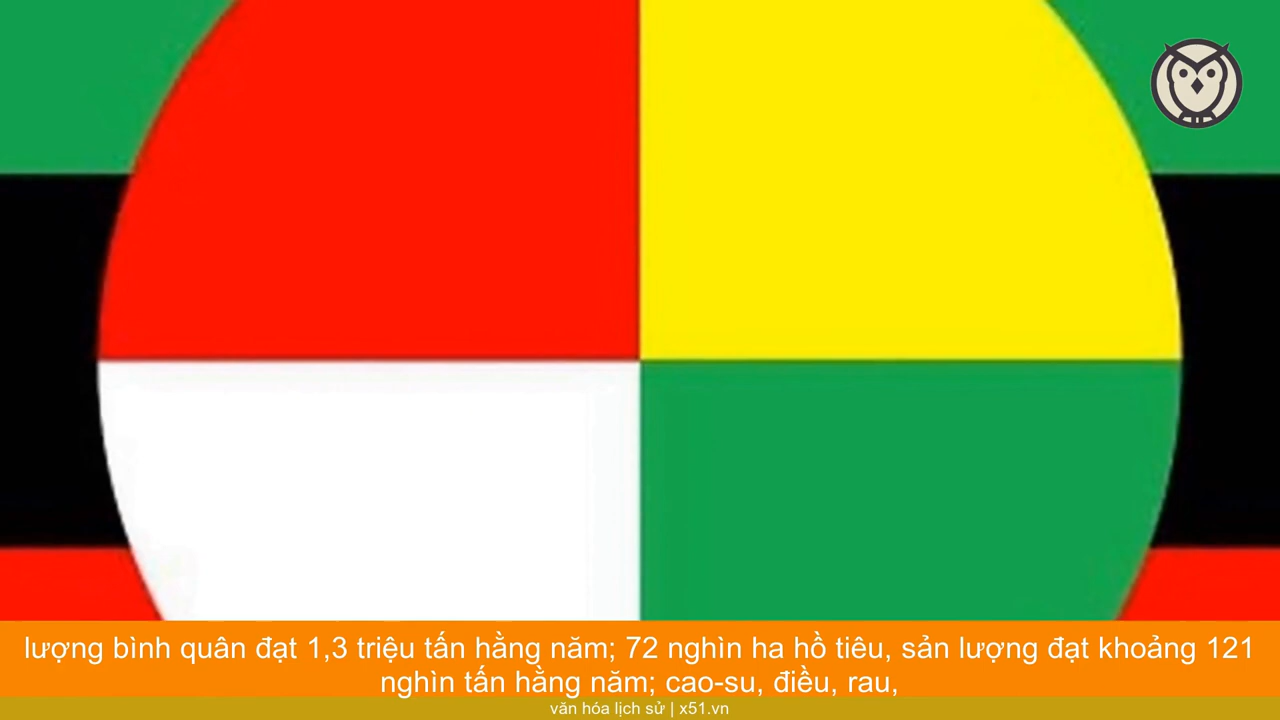 lượng bình quân đạt 1,3 triệu tấn hằng năm; 72 nghìn ha hồ tiêu, sản lượng đạt khoảng 121
nghìn tấn hằng năm; cao-su, điều, rau,
văn hóa lịch sử | x51.vn